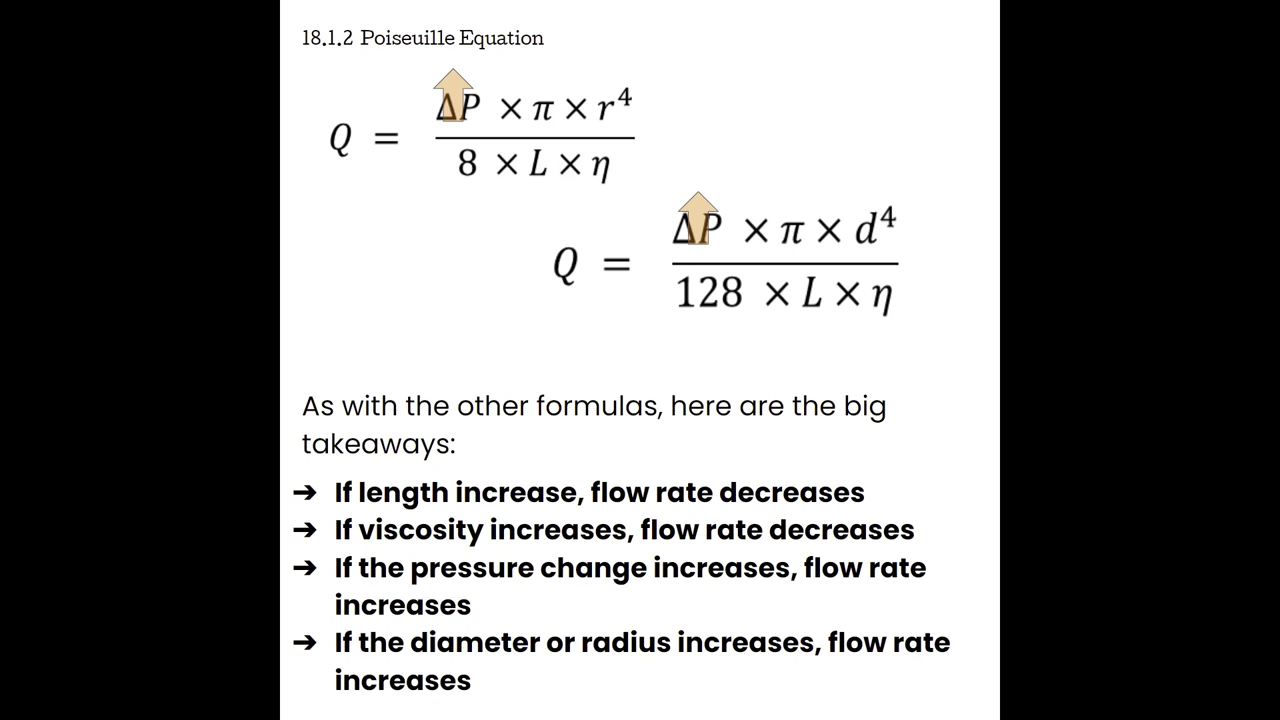 18.1.2 Poiseuille Equation
Q = ΔP × π × r⁴ / 8 × L × η
Q = ΔP × π × d⁴ / 128 × L × η
As with the other formulas, here are the big
takeaways:
➔ If length increase, flow rate decreases
➔ If viscosity increases, flow rate decreases
➔ If the pressure change increases, flow rate
increases
➔ If the diameter or radius increases, flow rate
increases